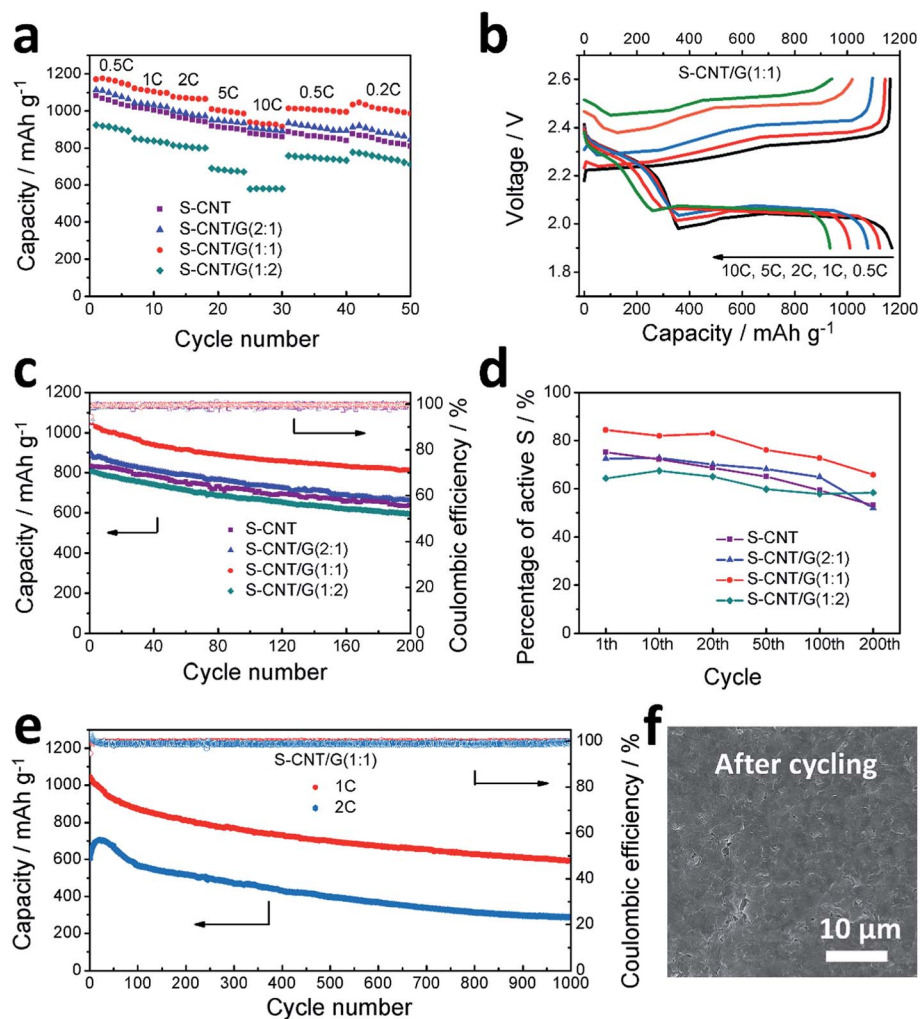 a
0.5C
1C
2C
5C
10C
0.5C
0.2C
1200
1000
800
600
400
200
0
Capacity / mAh g⁻¹
S-CNT
S-CNT/G(2:1)
S-CNT/G(1:1)
S-CNT/G(1:2)
0 10 20 30 40 50
Cycle number
b
0 200 400 600 800 1000 1200
S-CNT/G(1:1)
2.6
2.4
2.2
2.0
1.8
Voltage / V
10C, 5C, 2C, 1C, 0.5C
0 200 400 600 800 1000 1200
Capacity / mAh g⁻¹
c
1200
1000
800
600
400
200
0
Capacity / mAh g⁻¹
100
80
60
40
20
0
Coulombic efficiency / %
S-CNT
S-CNT/G(2:1)
S-CNT/G(1:1)
S-CNT/G(1:2)
0 40 80 120 160 200
Cycle number
d
100
80
60
40
20
0
Percentage of active S / %
S-CNT
S-CNT/G(2:1)
S-CNT/G(1:1)
S-CNT/G(1:2)
1th 10th 20th 50th 100th 200th
Cycle
e
1200
1000
800
600
400
200
0
Capacity / mAh g⁻¹
S-CNT/G(1:1)
1C
2C
100
80
60
40
20
0
Coulombic efficiency / %
0 100 200 300 400 500 600 700 800 900 1000
Cycle number
f
After cycling
10 µm